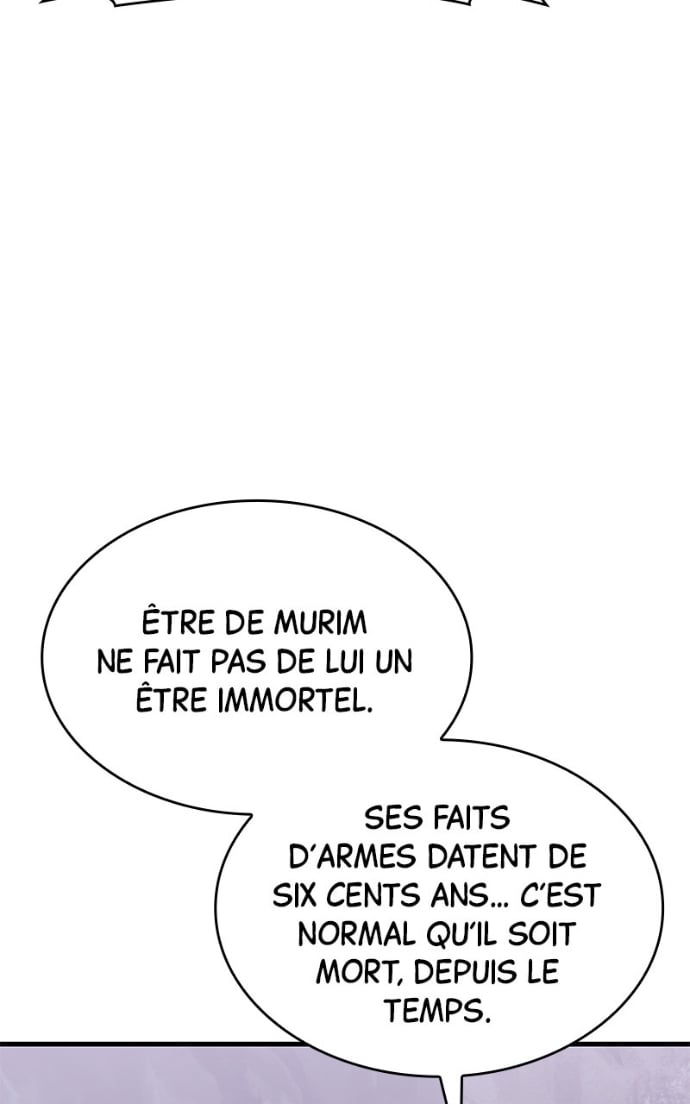 ÊTRE DE MURIM
NE FAIT PAS DE LUI UN
ÊTRE IMMORTEL.
SES FAITS
D'ARMES DATENT DE
SIX CENTS ANS... C'EST
NORMAL QU'IL SOIT
MORT, DEPUIS LE
TEMPS.